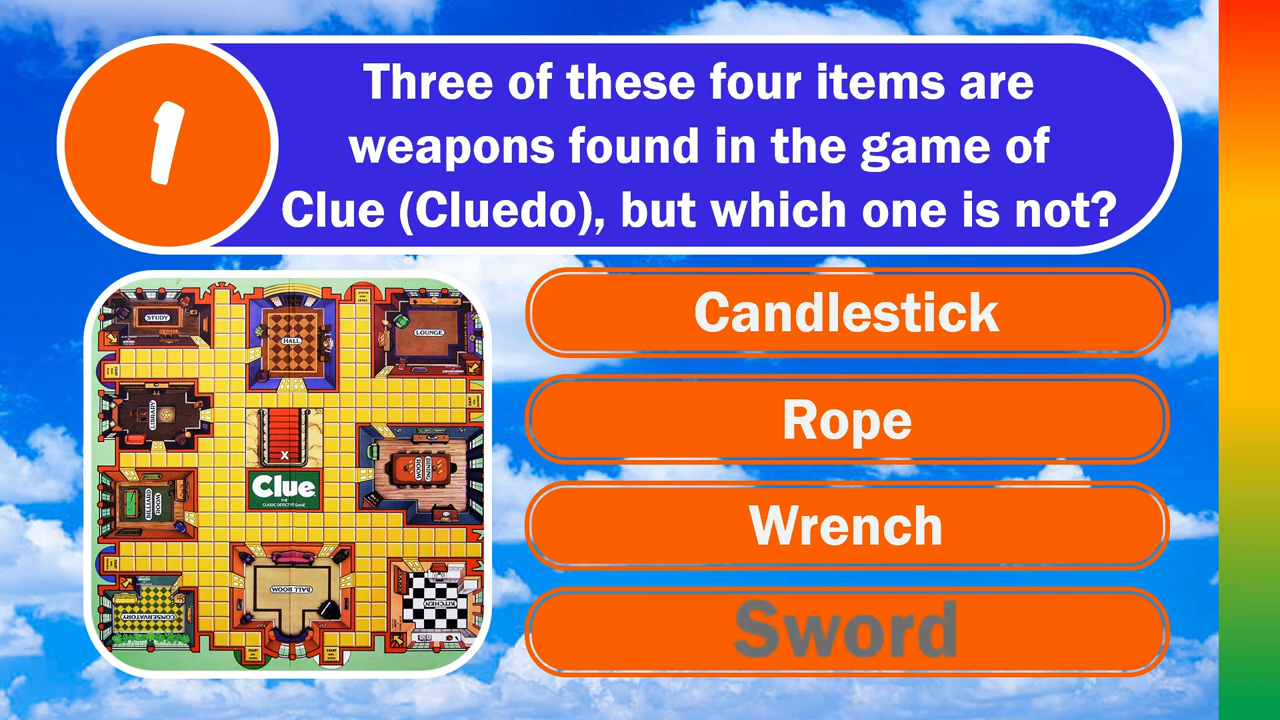 1
Three of these four items are
weapons found in the game of
Clue (Cluedo), but which one is not?
STUDY
HALL
LOUNGE
LIBRARY
X
DINING
ROOM
Clue
THE
CLASSIC DETECTIVE GAME
BILLIARD
ROOM
BALL ROOM
CONSERVATORY
KITCHEN
Candlestick
Rope
Wrench
Sword